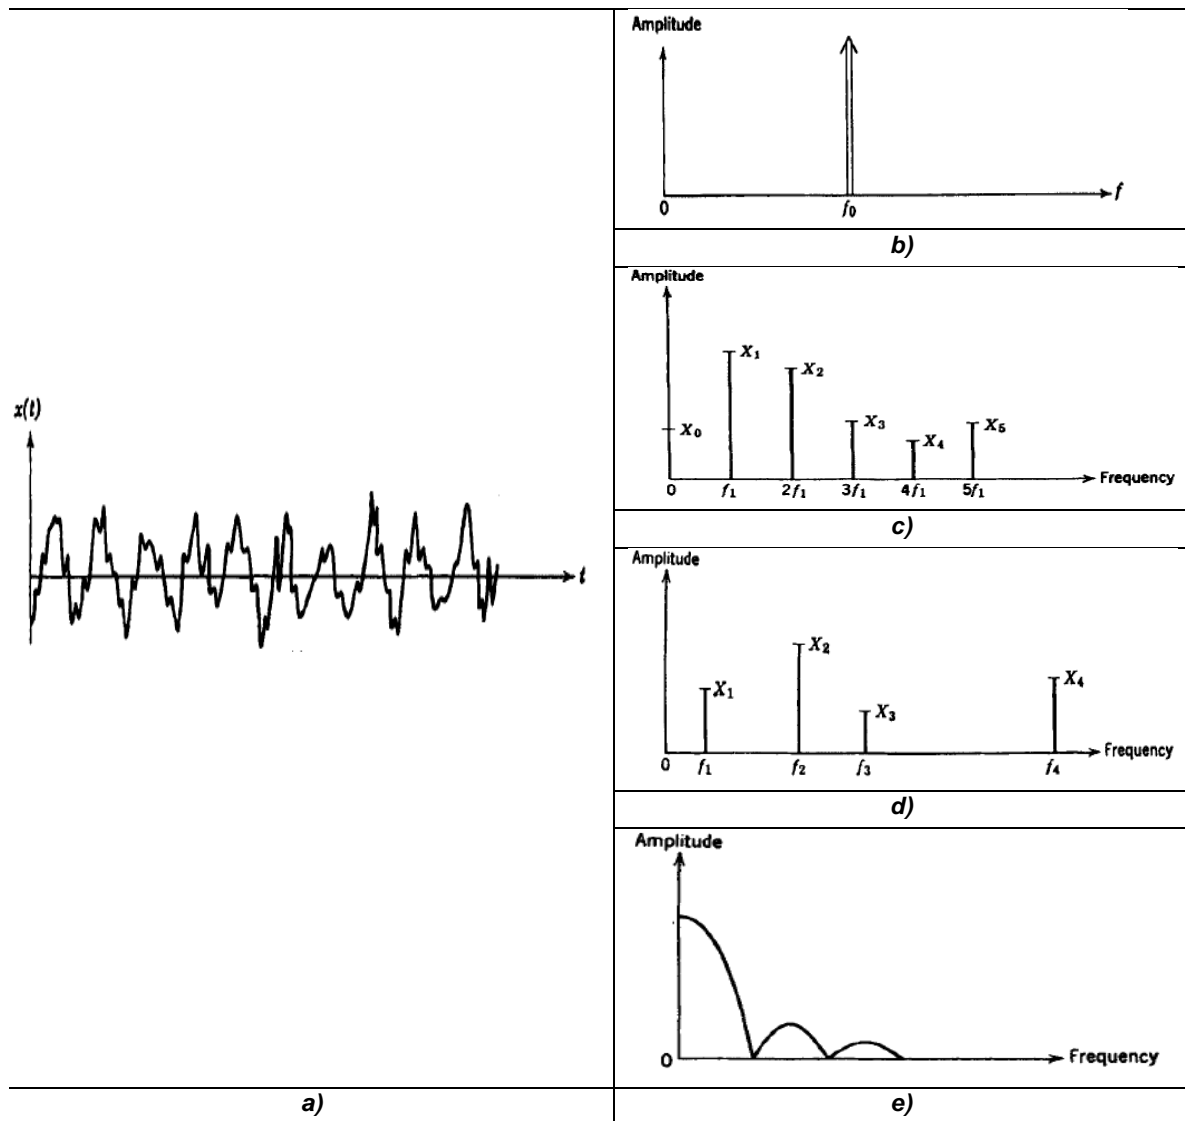 x(t)
t
a)
Amplitude
0
f₀
f
b)
Amplitude
X₁
X₂
X₃
X₄
X₅
X₀
0
f₁
2f₁
3f₁
4f₁
5f₁
Frequency
c)
Amplitude
X₁
X₂
X₃
X₄
0
f₁
f₂
f₃
f₄
Frequency
d)
Amplitude
0
Frequency
e)